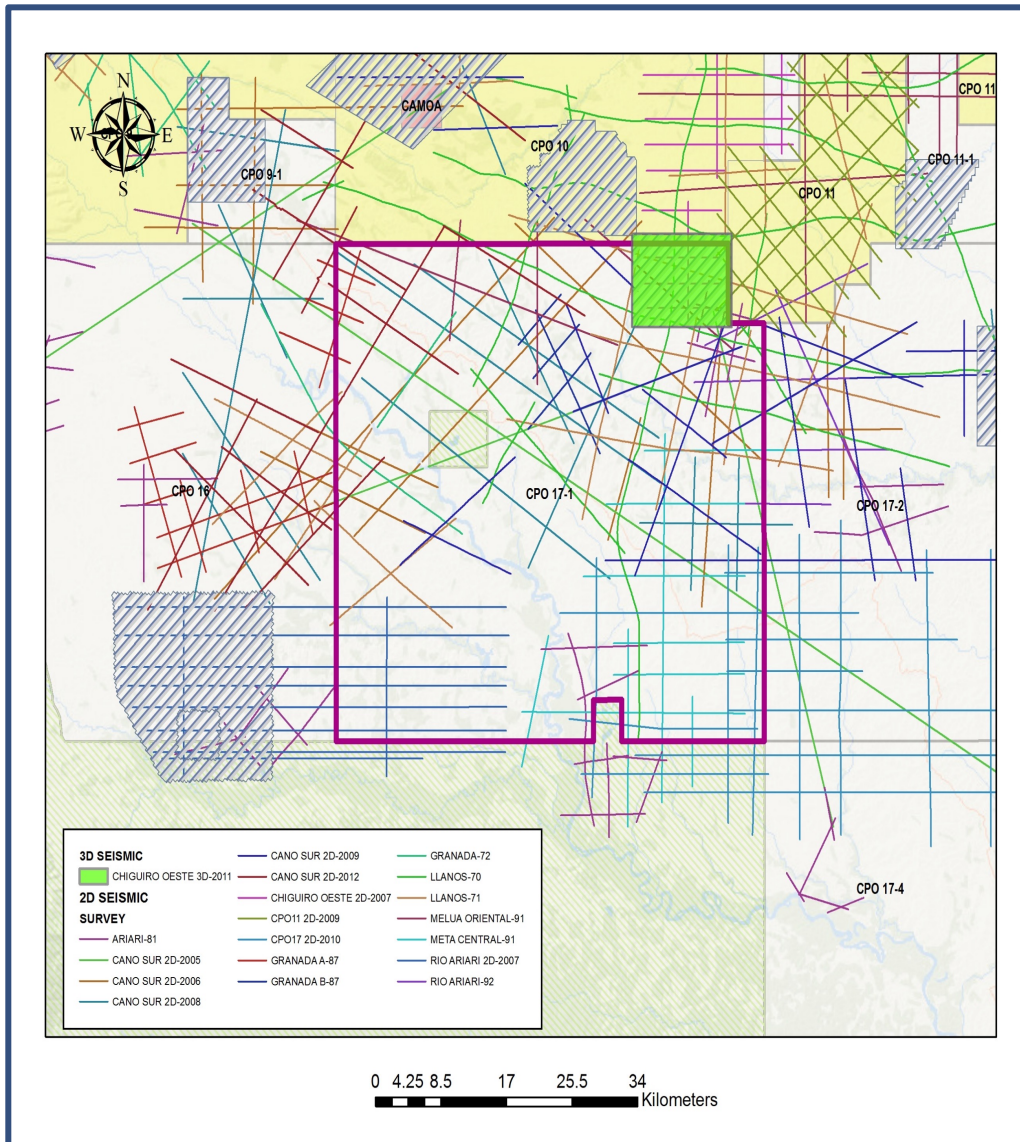 CAMOA
CPO 11
N
W
E
S
CPO 10
CPO 9-1
CPO 11-1
CPO 11
CPO 16
CPO 17-1
CPO 17-2
CPO 17-4
3D SEISMIC
CHIGUIRO OESTE 3D-2011
2D SEISMIC
SURVEY
ARIARI-81
CANO SUR 2D-2005
CANO SUR 2D-2006
CANO SUR 2D-2008
CANO SUR 2D-2009
CANO SUR 2D-2012
CHIGUIRO OESTE 2D-2007
CPO11 2D-2009
CPO17 2D-2010
GRANADA A-87
GRANADA B-87
GRANADA-72
LLANOS-70
LLANOS-71
MELUA ORIENTAL-91
META CENTRAL-91
RIO ARIARI 2D-2007
RIO ARIARI-92
0 4.25 8.5 17 25.5 34
Kilometers